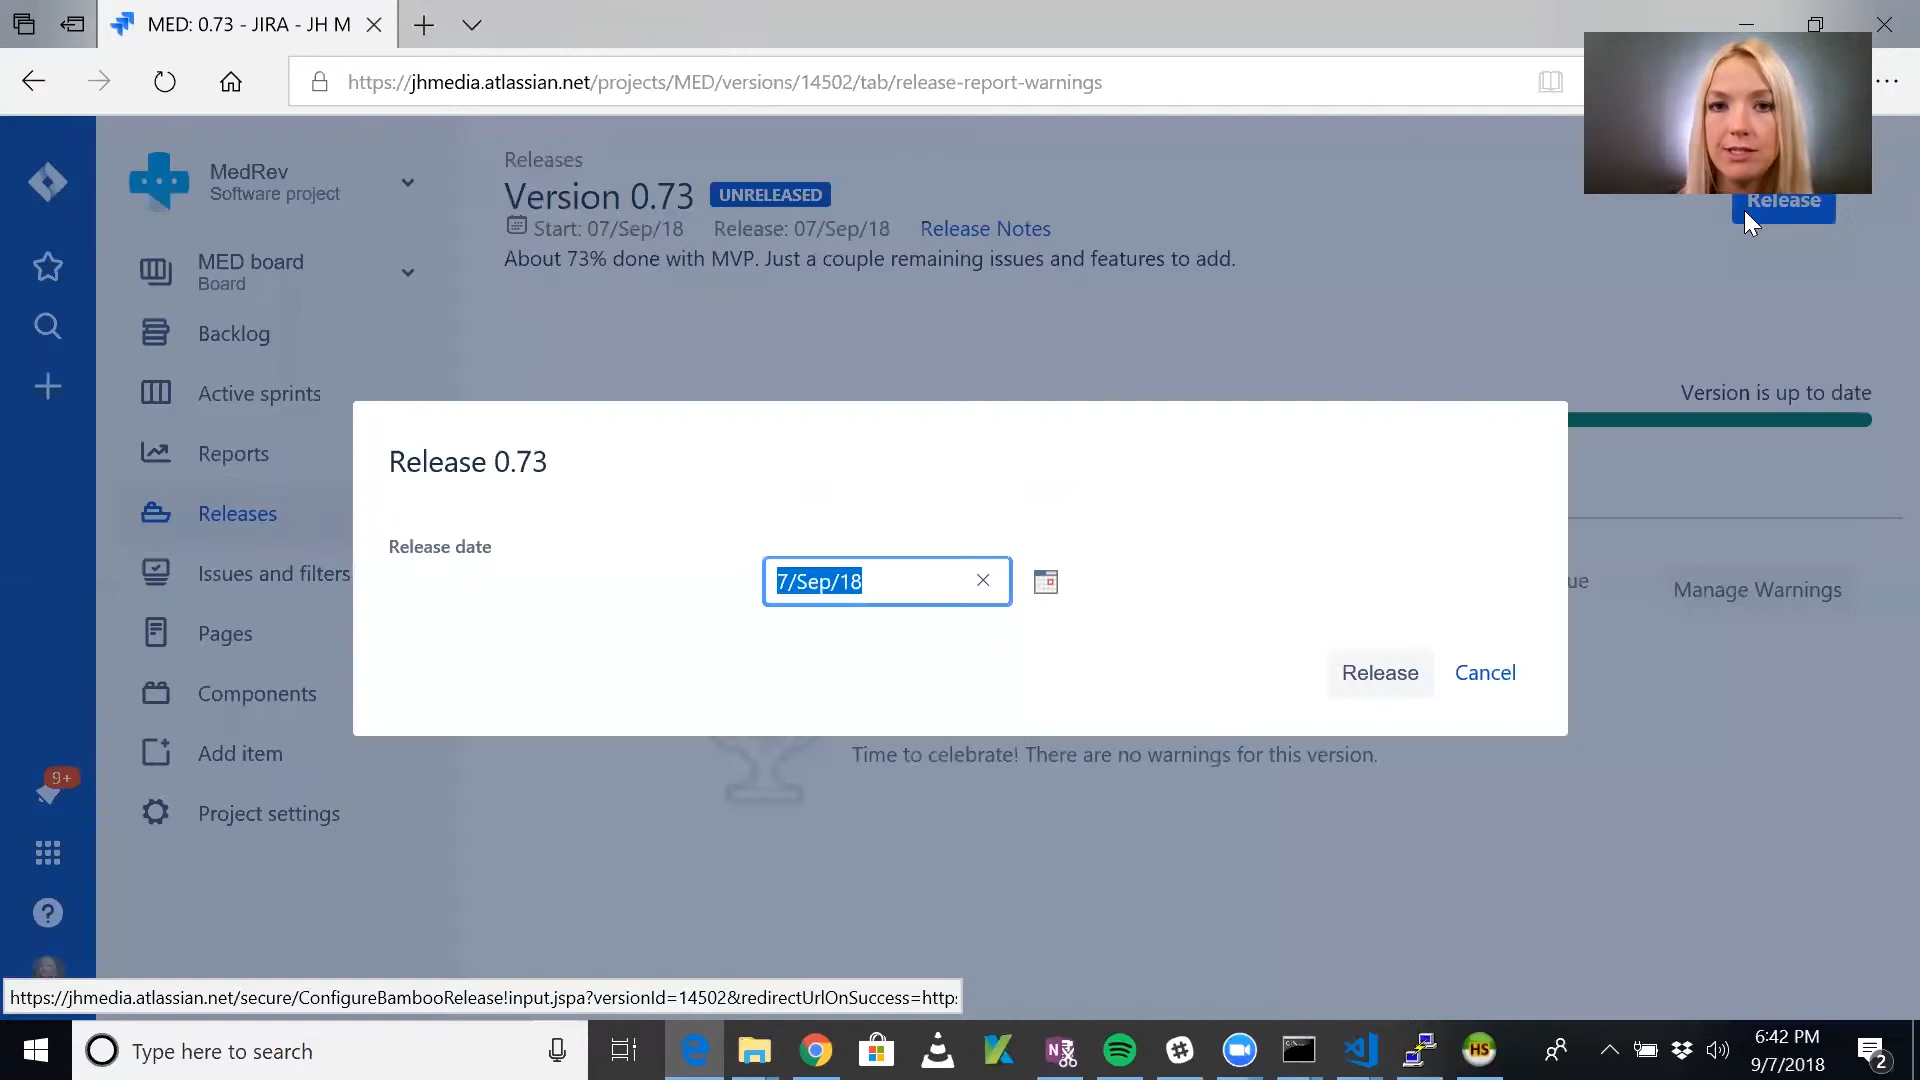 MED: 0.73 - JIRA - JH M
https://jhmedia.atlassian.net/projects/MED/versions/14502/tab/release-report-warnings
MedRev
Software project
MED board
Board
Backlog
Active sprints
Reports
Releases
Issues and filters
Pages
Components
Add item
Project settings
9+
Releases
Version 0.73 UNRELEASED
Start: 07/Sep/18 Release: 07/Sep/18 Release Notes
About 73% done with MVP. Just a couple remaining issues and features to add.
Release
Version is up to date
Release 0.73
Release date
7/Sep/18
Release Cancel
ue
Manage Warnings
Time to celebrate! There are no warnings for this version.
https://jhmedia.atlassian.net/secure/ConfigureBambooRelease!input.jspa?versionId=14502&redirectUrlOnSuccess=https:
Type here to search
HS
6:42 PM
9/7/2018
2